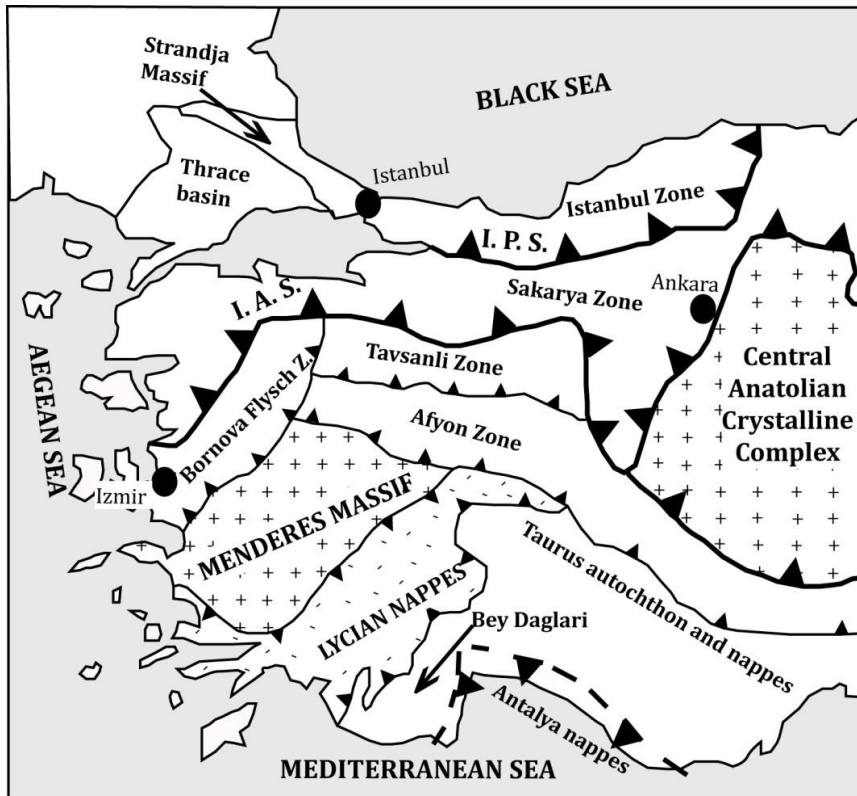 Strandja
Massif
BLACK SEA
Thrace
basin
Istanbul
Istanbul Zone
I. P. S.
I. A. S.
Sakarya Zone
Ankara
AEGEAN SEA
Tavsanli Zone
Bornova Flysch Z.
Afyon Zone
Central
Anatolian
Crystalline
Complex
Izmir
MENDERES MASSIF
LYCIAN NAPPES
Taurus autochthon and nappes
Bey Daglari
Antalya nappes
MEDITERRANEAN SEA